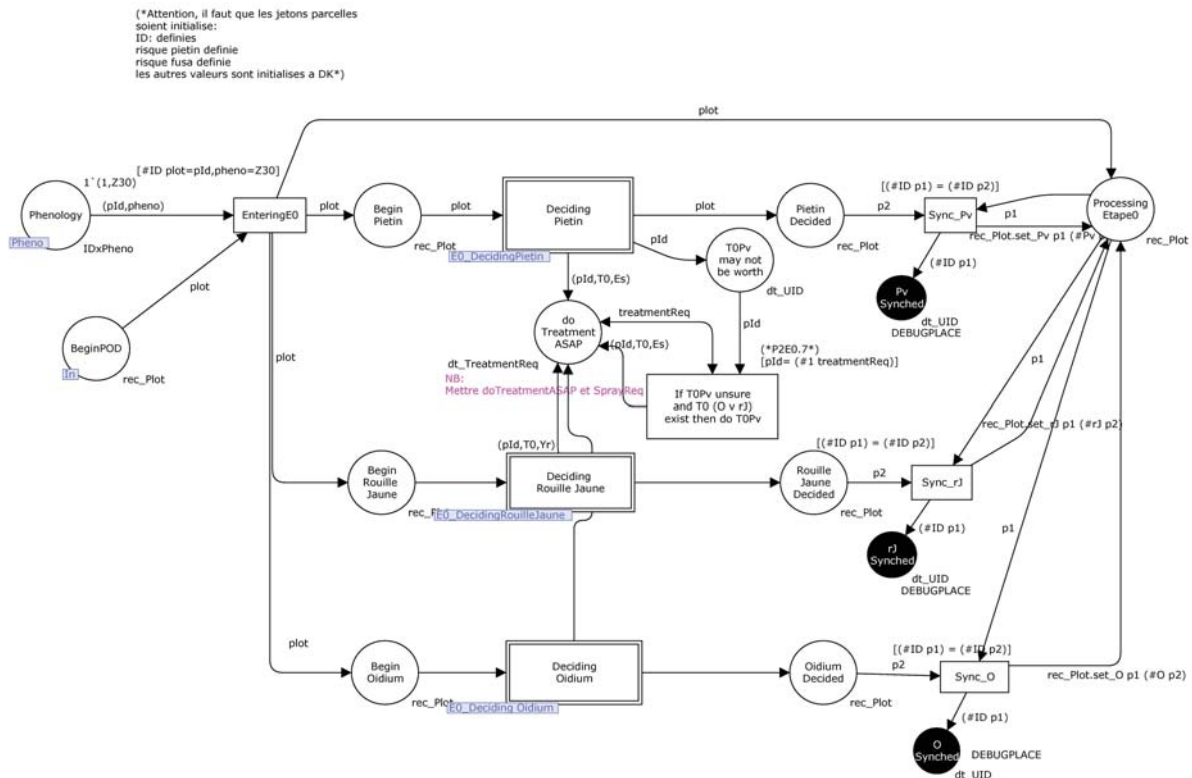 (*Attention, il faut que les jetons parcelles
soient initialise:
ID: definies
risque pietin definie
risque fusa definie
les autres valeurs sont initialises a DK*)
plot
[#ID plot=pId,pheno=Z30]
1`(1,Z30)
Phenology
(pId,pheno)
Pheno
IDxPheno
EnteringE0
plot
Begin
Pietin
rec_Plot
plot
Deciding
Pietin
E0_DecidingPietin
plot
Pietin
Decided
rec_Plot
p2
[(#ID p1) = (#ID p2)]
Sync_Pv
p1
rec_Plot.set_Pv p1 (#Pv
Processing
Etape0
rec_Plot
(#ID p1)
Pv
Synched
dt_UID
DEBUGPLACE
plot
BeginPOD
In
rec_Plot
pId
T0Pv
may not
be worth
dt_UID
(pId,T0,Es)
do
Treatment
ASAP
treatmentReq
(pId,T0,Es)
pId
(*P2E0.7*)
[pId= (#1 treatmentReq)]
dt_TreatmentReq
NB:
Mettre doTreatmentASAP et SprayReq
If T0Pv unsure
and T0 (O v rJ)
exist then do T0Pv
plot
p1
(pId,T0,Yr)
Begin
Rouille
Jaune
rec_Pl
Deciding
Rouille Jaune
E0_DecidingRouilleJaune
Rouille
Jaune
Decided
rec_Plot
p2
[(#ID p1) = (#ID p2)]
Sync_rJ
rec_Plot.set_rJ p1 (#rJ p2)
(#ID p1)
rJ
Synched
dt_UID
DEBUGPLACE
p1
plot
Begin
Oidium
rec_Plot
Deciding
Oidium
E0_Deciding Oidium
Oidium
Decided
rec_Plot
p2
[(#ID p1) = (#ID p2)]
Sync_O
rec_Plot.set_O p1 (#O p2)
(#ID p1)
O
Synched
DEBUGPLACE
dt_UID